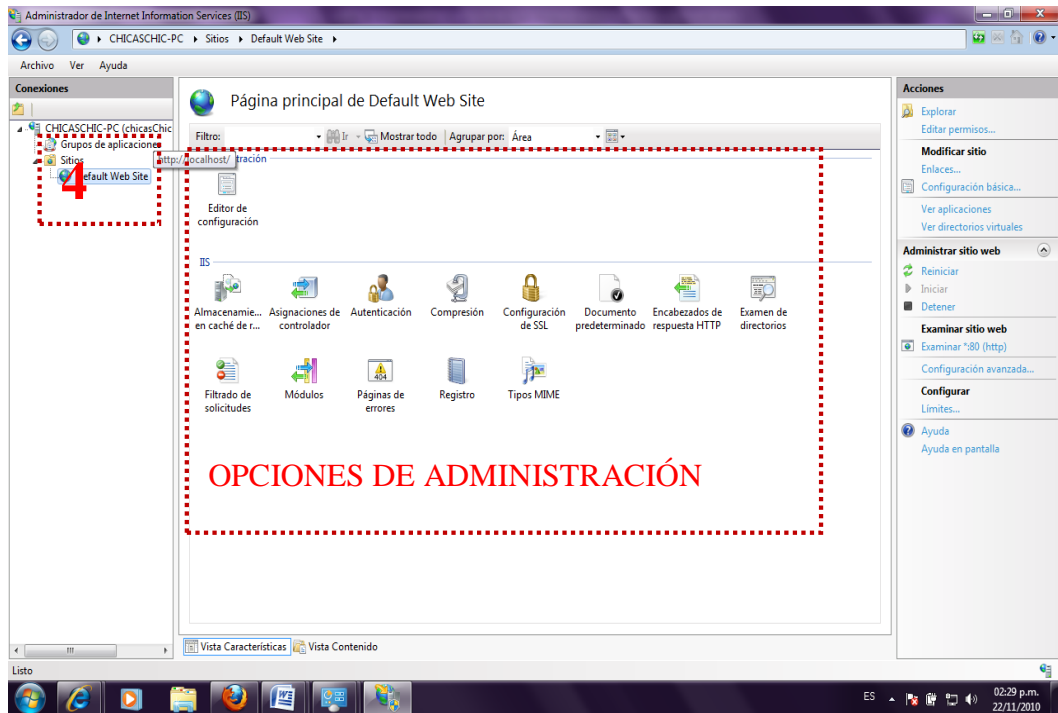 Administrador de Internet Information Services (IIS)
CHICASCHIC-PC Sitios Default Web Site
Archivo Ver Ayuda
Conexiones
CHICASCHIC-PC (chicasChic
Grupos de aplicaciones
Sitios
http://localhost/
efault Web Site
4
Página principal de Default Web Site
Filtro: Ir Mostrar todo Agrupar por: Área
tración
Editor de
configuración
IIS
Almacenamie... Asignaciones de Autenticación Compresión Configuración Documento Encabezados de Examen de
en caché de r... controlador de SSL predeterminado respuesta HTTP directorios
404
Filtrado de Módulos Páginas de Registro Tipos MIME
solicitudes errores
OPCIONES DE ADMINISTRACIÓN
Vista Características Vista Contenido
Acciones
Explorar
Editar permisos...
Modificar sitio
Enlaces...
Configuración básica...
Ver aplicaciones
Ver directorios virtuales
Administrar sitio web
Reiniciar
Iniciar
Detener
Examinar sitio web
Examinar *:80 (http)
Configuración avanzada...
Configurar
Límites...
Ayuda
Ayuda en pantalla
Listo
ES
02:29 p.m.
22/11/2010